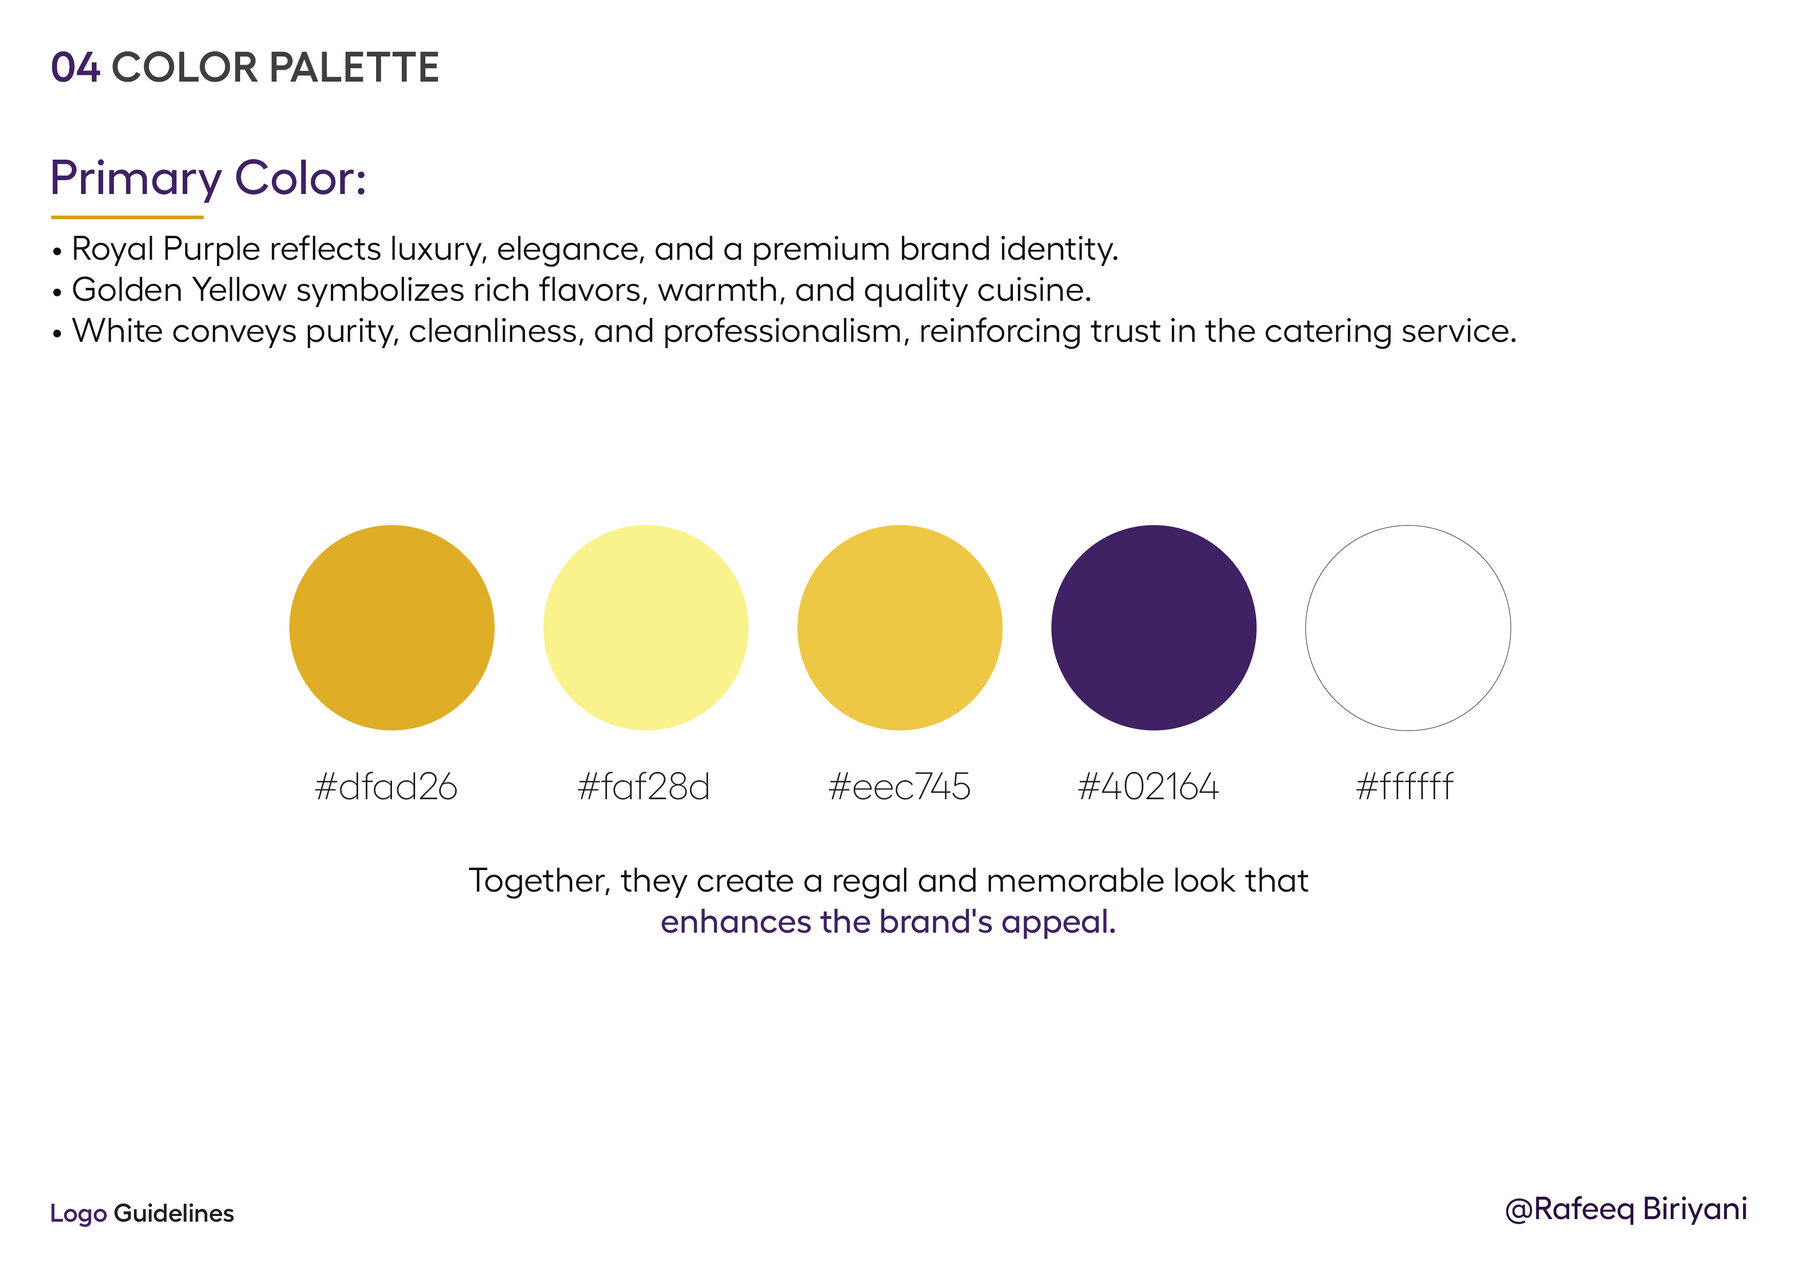 04 COLOR PALETTE
Primary Color:
• Royal Purple reflects luxury, elegance, and a premium brand identity.
• Golden Yellow symbolizes rich flavors, warmth, and quality cuisine.
• White conveys purity, cleanliness, and professionalism, reinforcing trust in the catering service.
#dfad26 #faf28d #eec745 #402164 #ffffff
Together, they create a regal and memorable look that
enhances the brand's appeal.
Logo Guidelines
@Rafeeq Biriyani